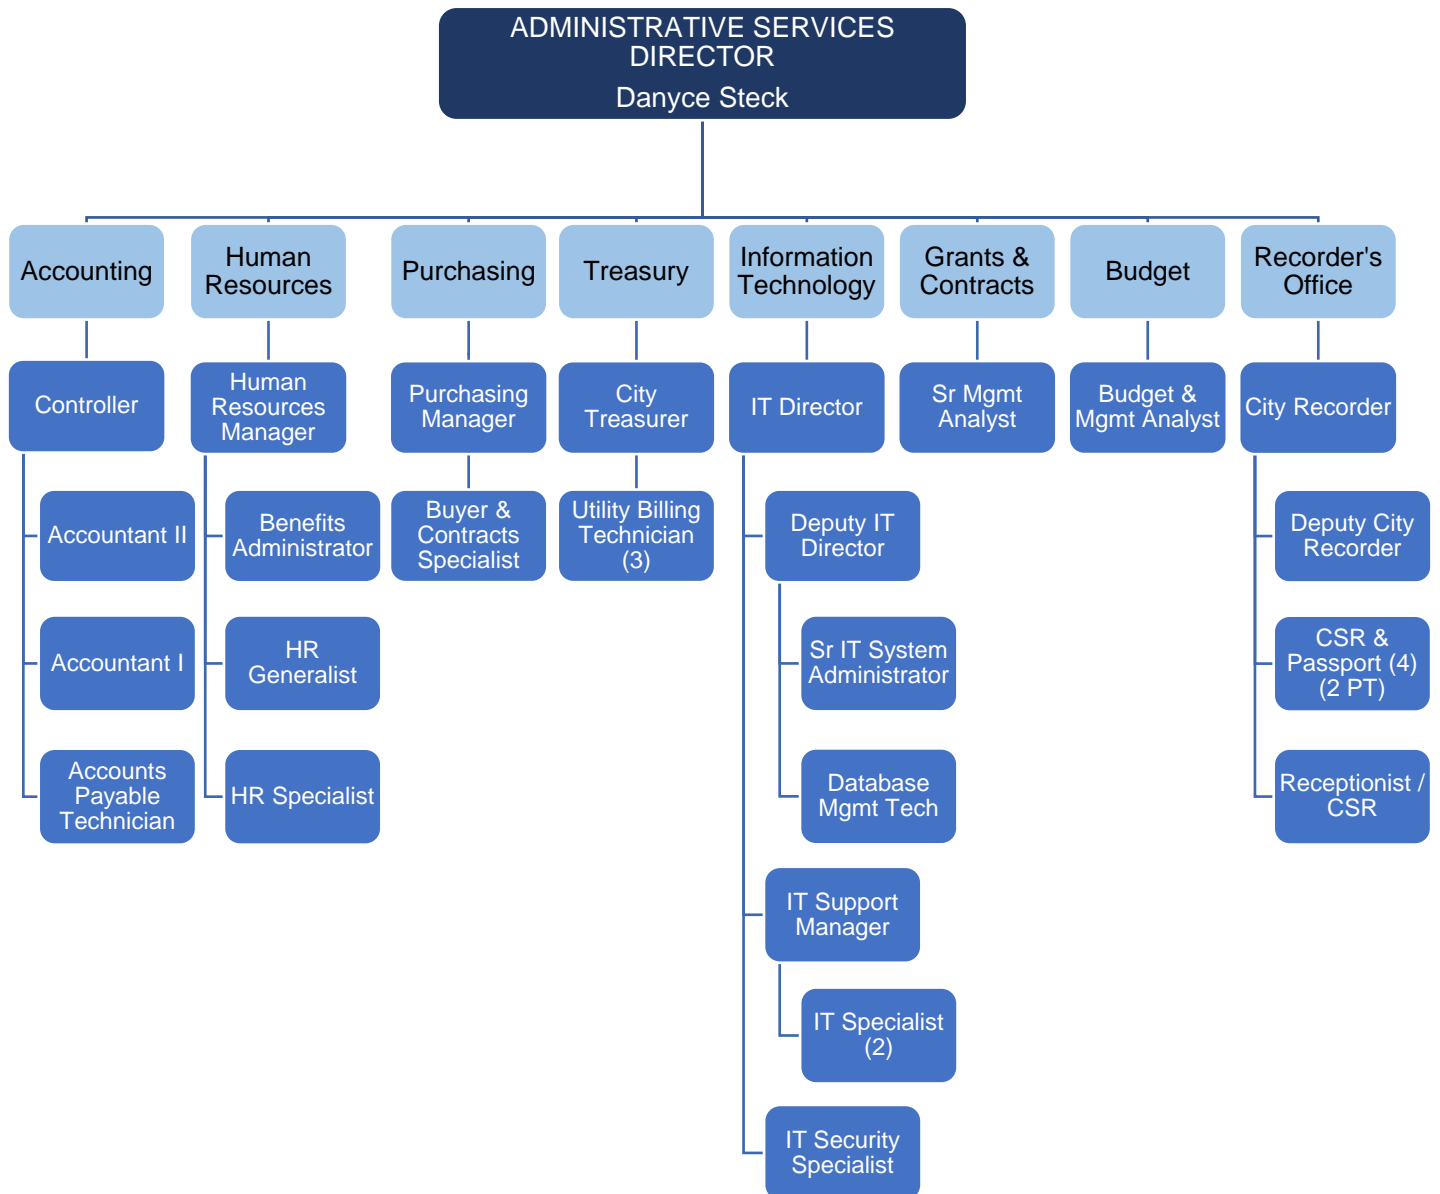 ADMINISTRATIVE SERVICES
DIRECTOR
Danyce Steck
Accounting
Human
Resources
Purchasing
Treasury
Information
Technology
Grants &
Contracts
Budget
Recorder's
Office
Controller
Human
Resources
Manager
Purchasing
Manager
City
Treasurer
IT Director
Sr Mgmt
Analyst
Budget &
Mgmt Analyst
City Recorder
Accountant II
Benefits
Administrator
Buyer &
Contracts
Specialist
Utility Billing
Technician
(3)
Deputy IT
Director
Deputy City
Recorder
Accountant I
HR
Generalist
Sr IT System
Administrator
CSR &
Passport (4)
(2 PT)
Accounts
Payable
Technician
HR Specialist
Database
Mgmt Tech
Receptionist /
CSR
IT Support
Manager
IT Specialist
(2)
IT Security
Specialist